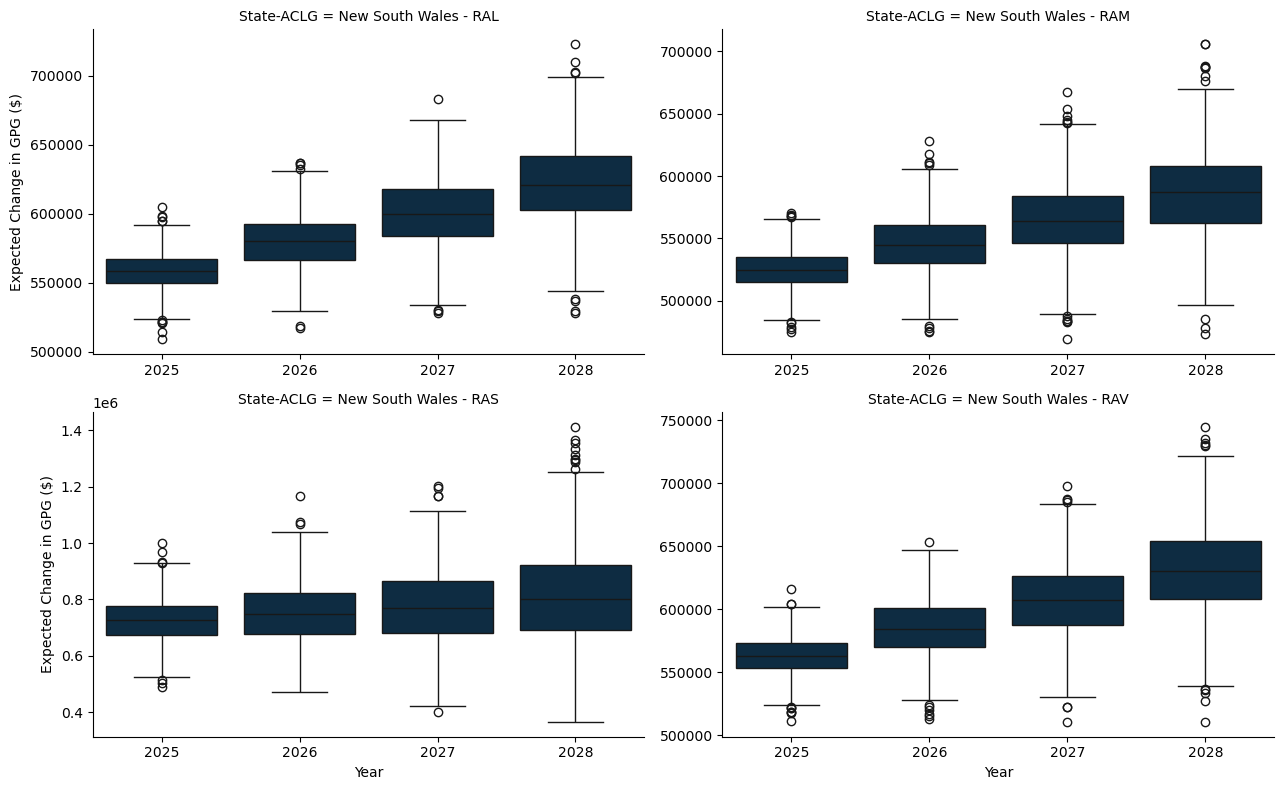 State-ACLG = New South Wales - RAL
Expected Change in GPG ($)
700000
650000
600000
550000
500000
2025 2026 2027 2028
State-ACLG = New South Wales - RAM
700000
650000
600000
550000
500000
2025 2026 2027 2028
State-ACLG = New South Wales - RAS
1e6
Expected Change in GPG ($)
1.4
1.2
1.0
0.8
0.6
0.4
2025 2026 2027 2028
Year
State-ACLG = New South Wales - RAV
750000
700000
650000
600000
550000
500000
2025 2026 2027 2028
Year